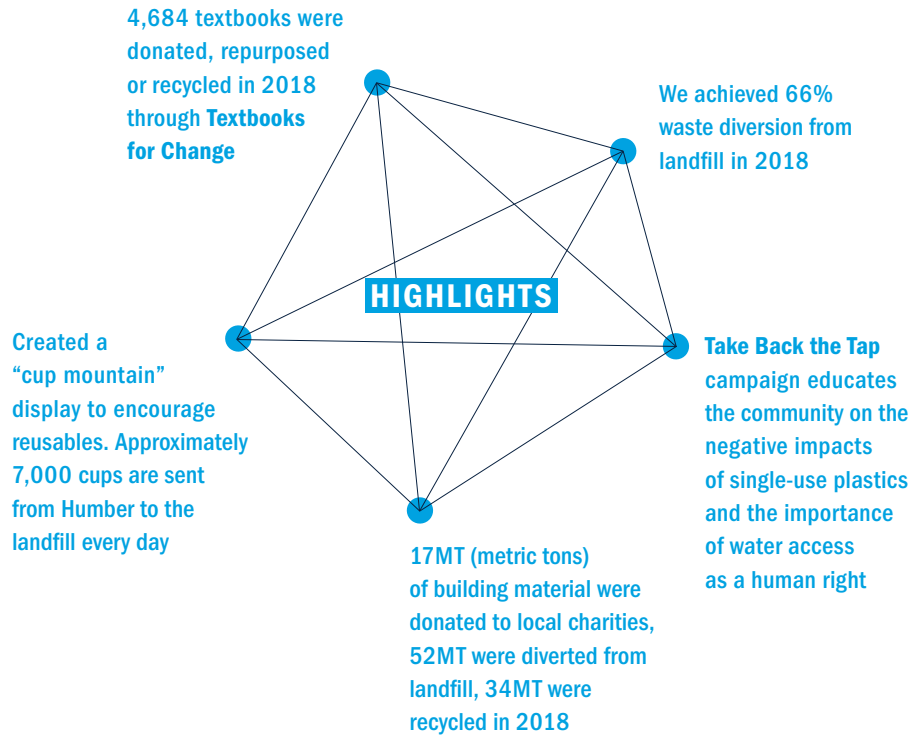 4,684 textbooks were
donated, repurposed
or recycled in 2018
through Textbooks
for Change
We achieved 66%
waste diversion from
landfill in 2018
HIGHLIGHTS
Created a
“cup mountain”
display to encourage
reusables. Approximately
7,000 cups are sent
from Humber to the
landfill every day
Take Back the Tap
campaign educates
the community on the
negative impacts
of single-use plastics
and the importance
of water access
as a human right
17MT (metric tons)
of building material were
donated to local charities,
52MT were diverted from
landfill, 34MT were
recycled in 2018